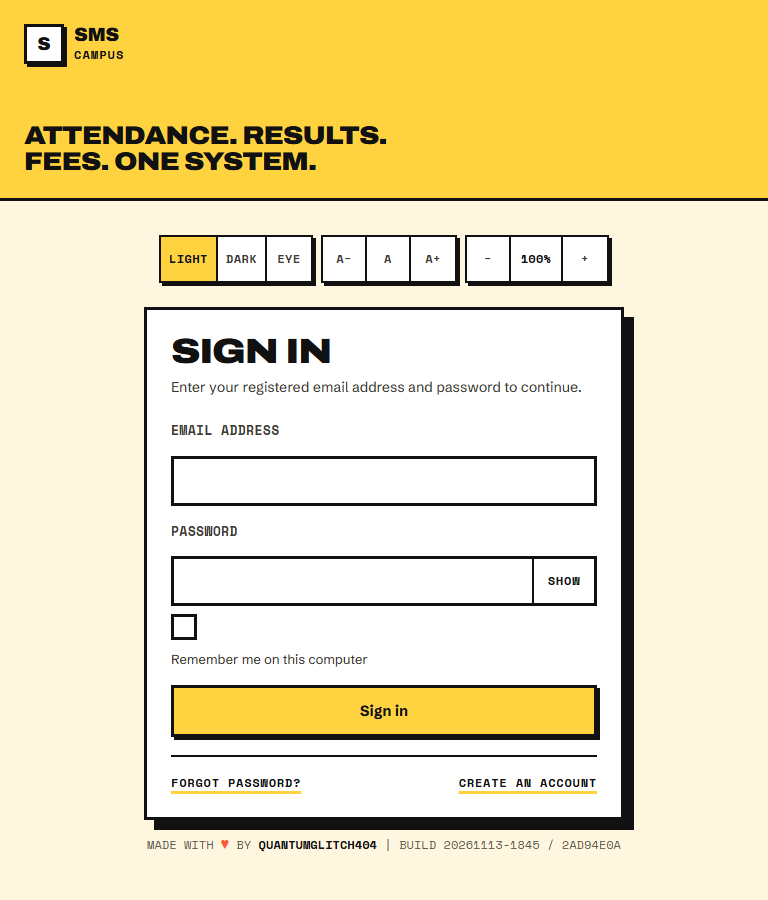 S
SMS
CAMPUS
ATTENDANCE. RESULTS.
FEES. ONE SYSTEM.
LIGHT DARK EYE A− A A+ − 100% +
SIGN IN
Enter your registered email address and password to continue.
EMAIL ADDRESS
PASSWORD
SHOW
Remember me on this computer
Sign in
FORGOT PASSWORD? CREATE AN ACCOUNT
MADE WITH ♥ BY QUANTUMGLITCH404 | BUILD 20261113-1845 / 2AD94E0A